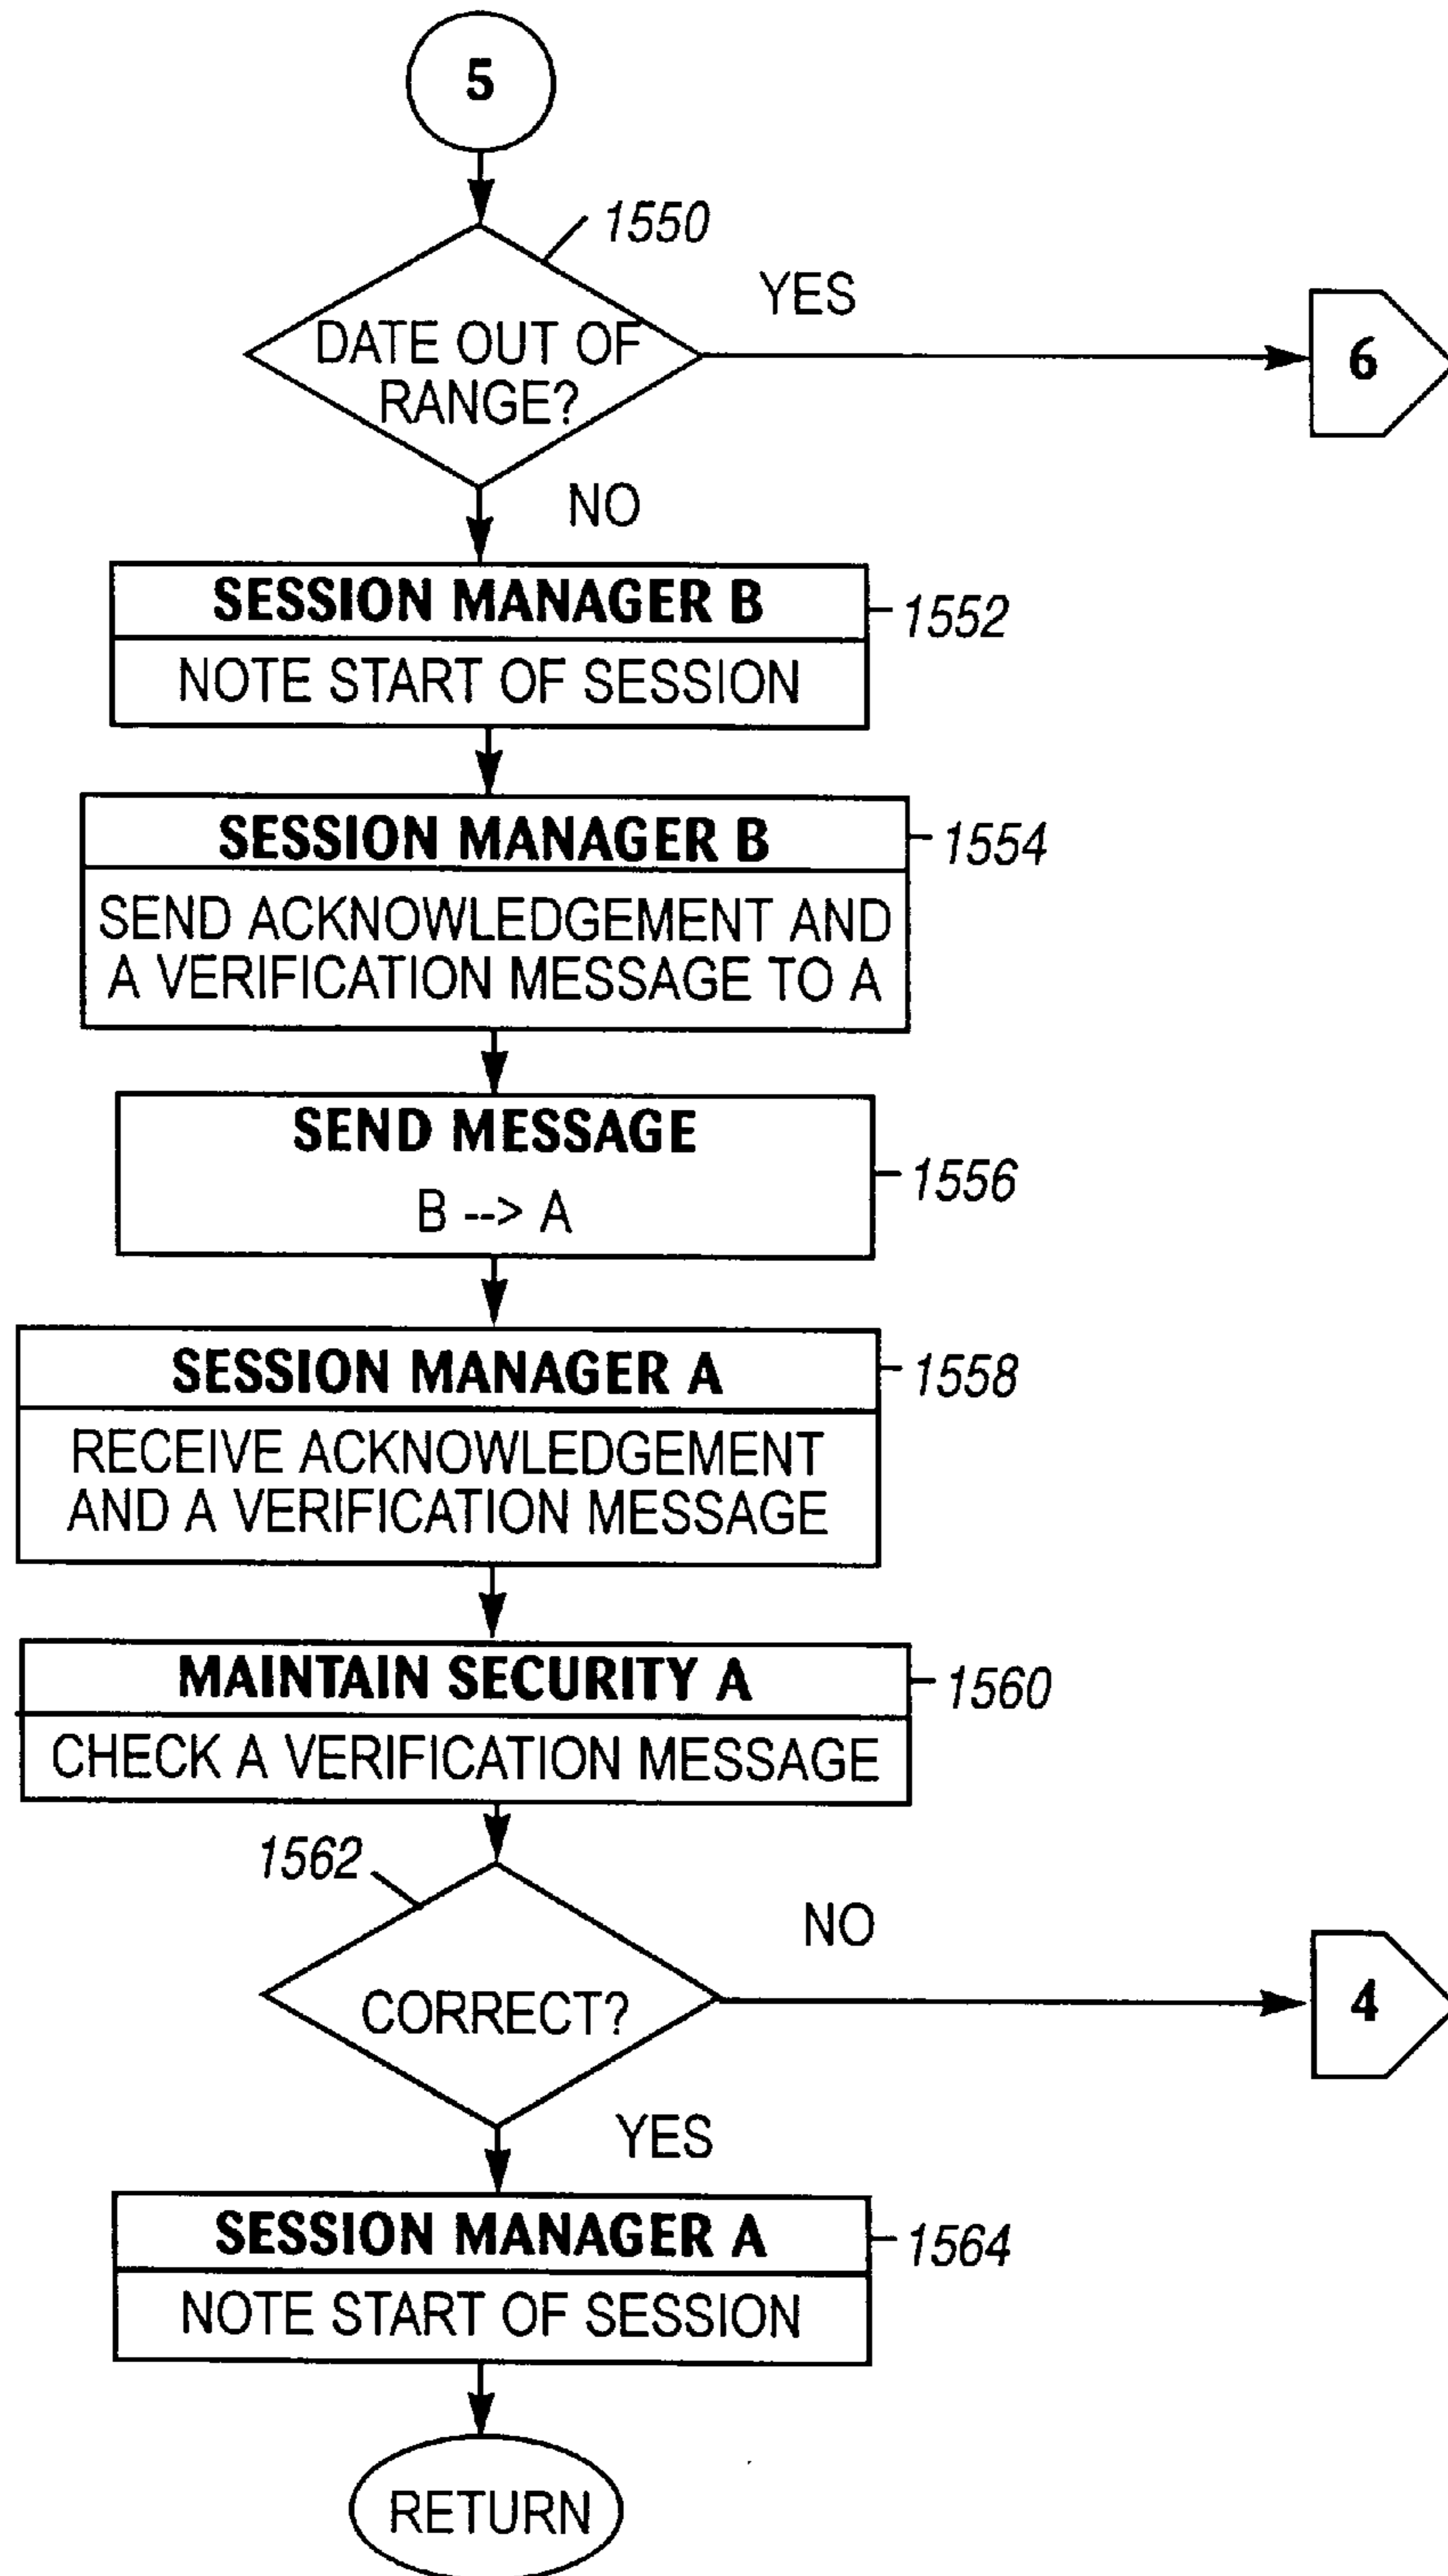 5
1550
DATE OUT OF
RANGE?
YES
6
NO
SESSION MANAGER B
1552
NOTE START OF SESSION
SESSION MANAGER B
1554
SEND ACKNOWLEDGEMENT AND
A VERIFICATION MESSAGE TO A
SEND MESSAGE
1556
B --> A
SESSION MANAGER A
1558
RECEIVE ACKNOWLEDGEMENT
AND A VERIFICATION MESSAGE
MAINTAIN SECURITY A
1560
CHECK A VERIFICATION MESSAGE
1562
CORRECT?
NO
4
YES
SESSION MANAGER A
1564
NOTE START OF SESSION
RETURN